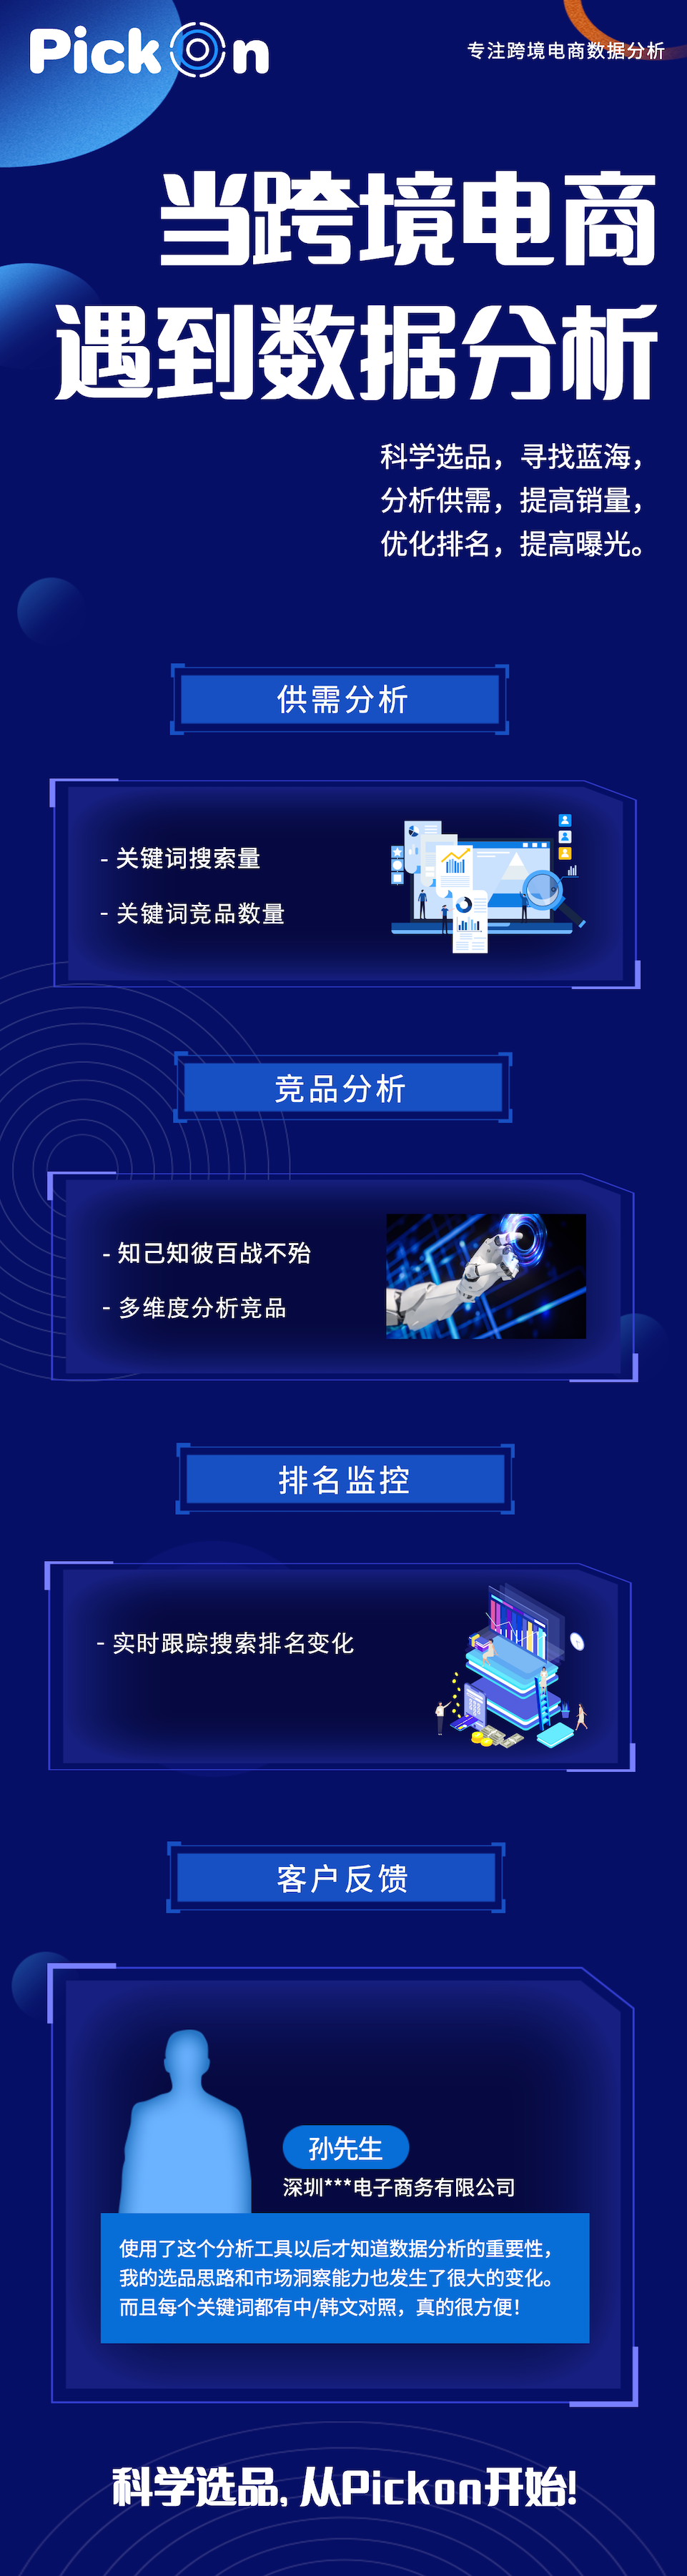 PickOn
专注跨境电商数据分析
当跨境电商
遇到数据分析
科学选品，寻找蓝海，
分析供需，提高销量，
优化排名，提高曝光。
供需分析
- 关键词搜索量
- 关键词竞品数量
竞品分析
- 知己知彼百战不殆
- 多维度分析竞品
排名监控
- 实时跟踪搜索排名变化
客户反馈
孙先生
深圳***电子商务有限公司
使用了这个分析工具以后才知道数据分析的重要性，
我的选品思路和市场洞察能力也发生了很大的变化。
而且每个关键词都有中/韩文对照，真的很方便！
科学选品, 从Pickon开始!